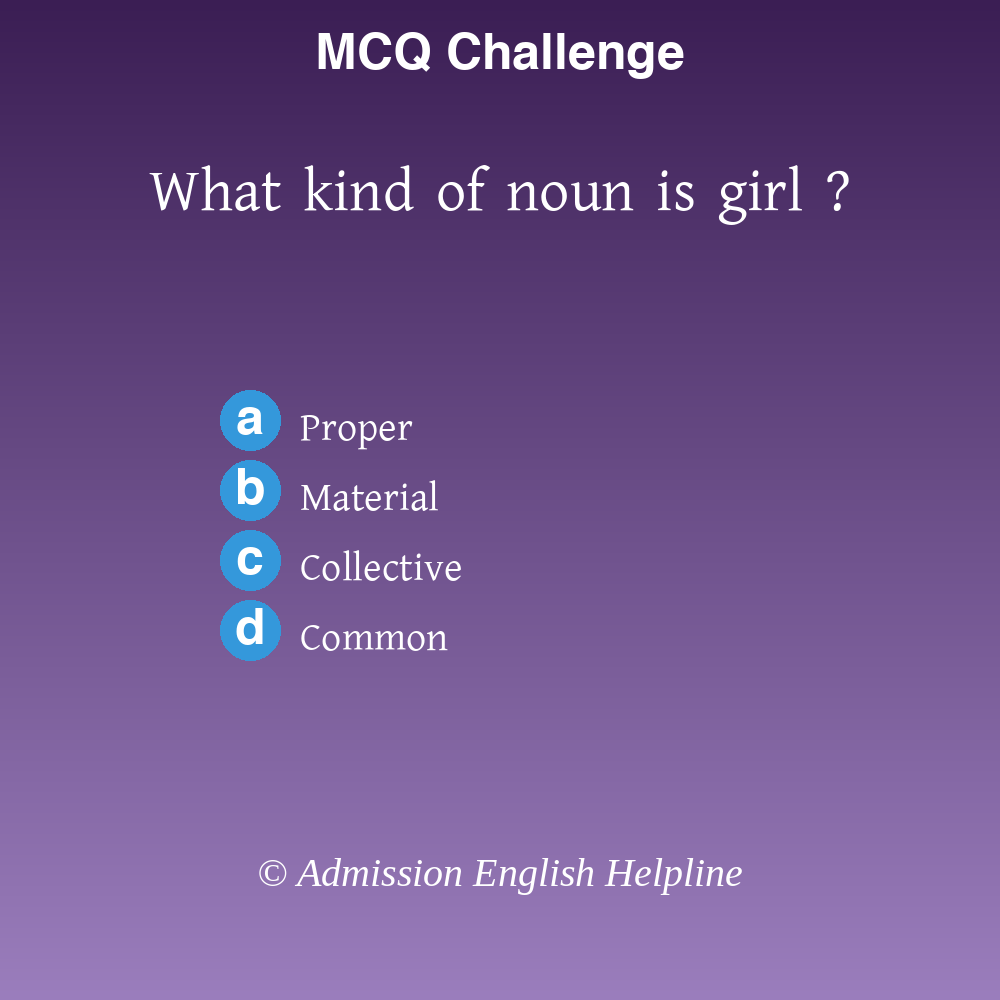 MCQ Challenge
What kind of noun is girl ?
a Proper
b Material
c Collective
d Common
© Admission English Helpline